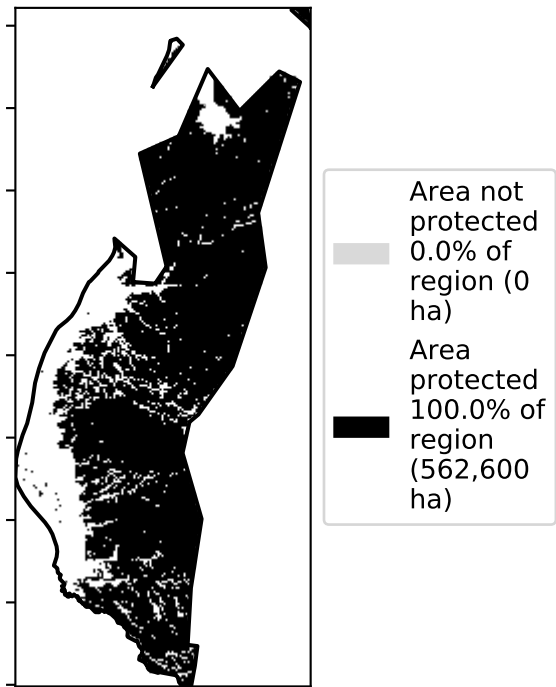 Area not
protected
0.0% of
region (0
ha)
Area
protected
100.0% of
region
(562,600
ha)